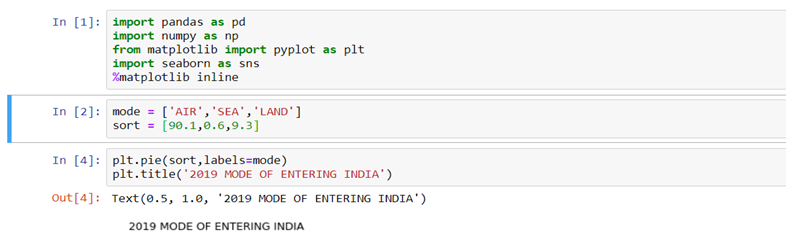 In [1]: import pandas as pd
import numpy as np
from matplotlib import pyplot as plt
import seaborn as sns
%matplotlib inline
In [2]: mode = ['AIR','SEA','LAND']
sort = [90.1,0.6,9.3]
In [4]: plt.pie(sort,labels=mode)
plt.title('2019 MODE OF ENTERING INDIA')
Out[4]: Text(0.5, 1.0, '2019 MODE OF ENTERING INDIA')
2019 MODE OF ENTERING INDIA